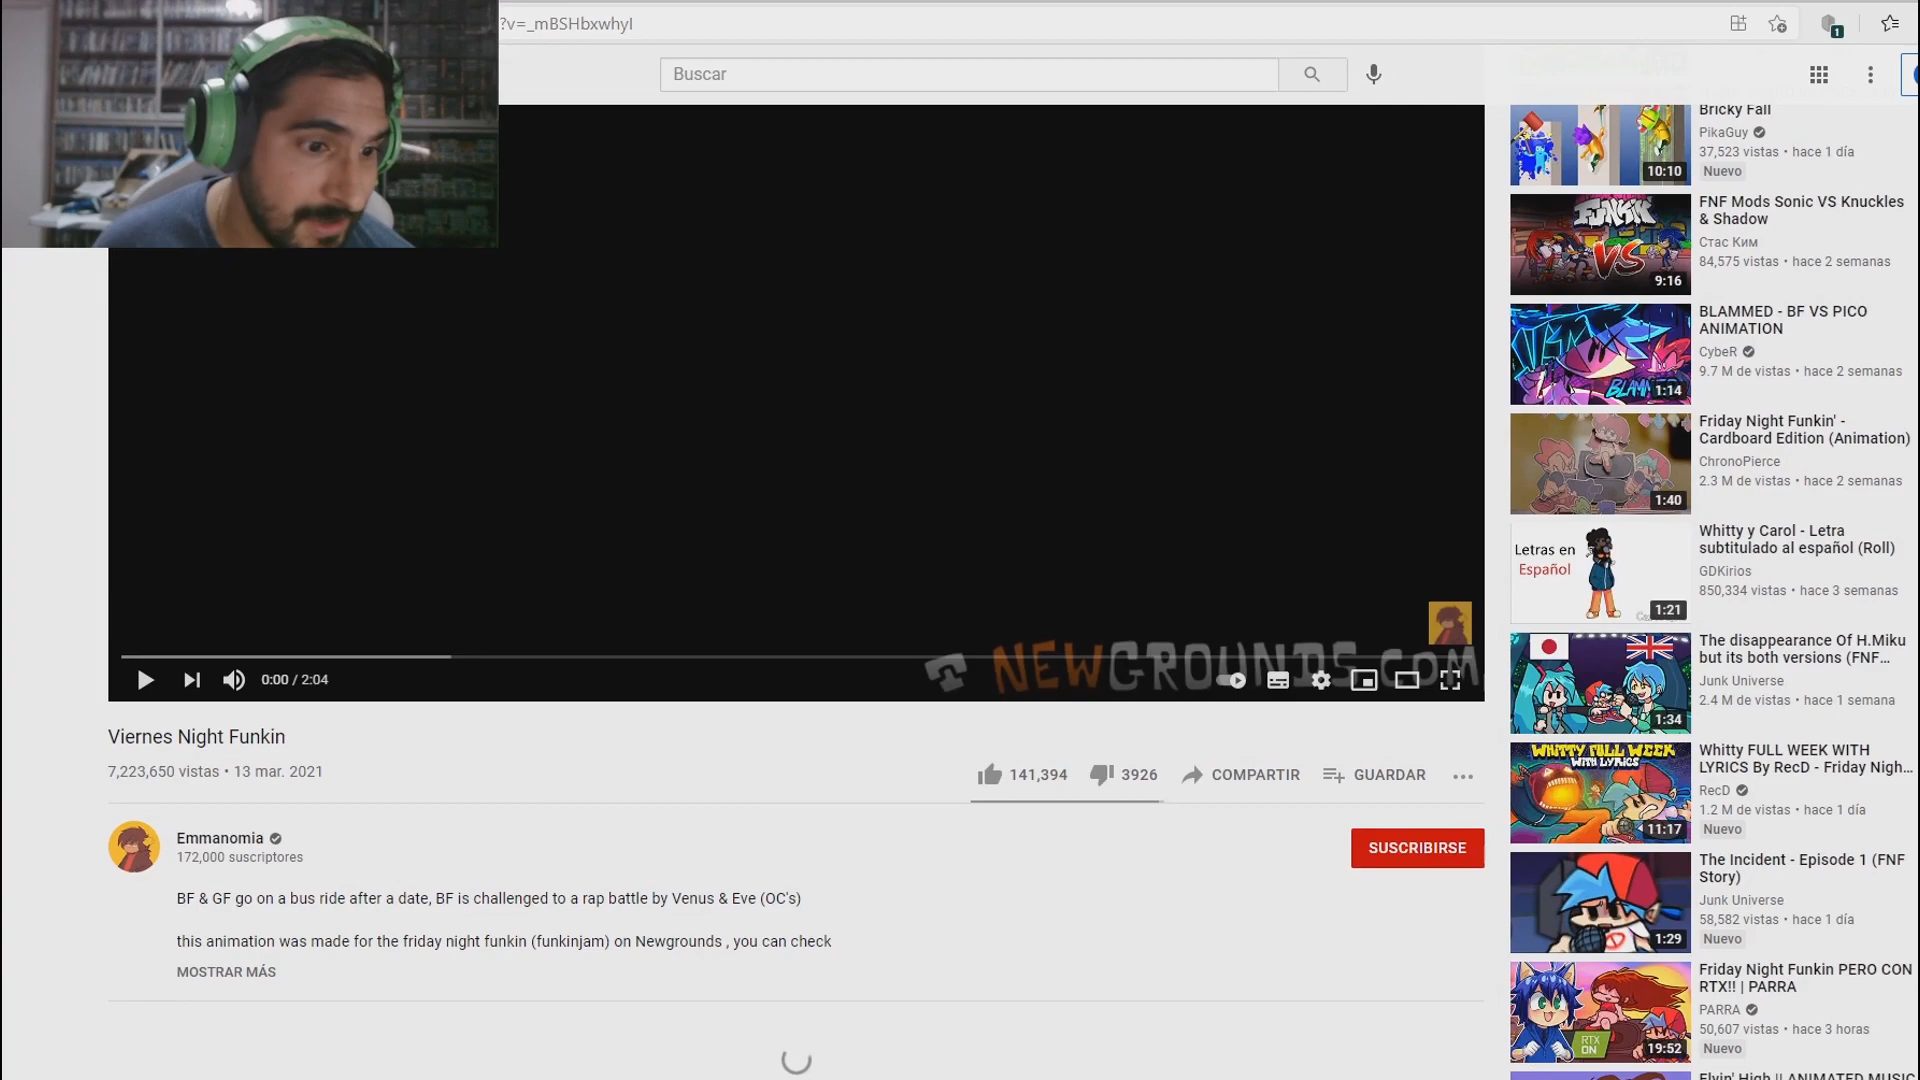 ?v=_mBSHbxwhyI
1
Buscar
0:00 / 2:04
NEWGROUNDS.COM
Viernes Night Funkin
7,223,650 vistas • 13 mar. 2021
141,394
3926
COMPARTIR
GUARDAR
Emmanomia
172,000 suscriptores
SUSCRIBIRSE
BF & GF go on a bus ride after a date, BF is challenged to a rap battle by Venus & Eve (OC's)
this animation was made for the friday night funkin (funkinjam) on Newgrounds , you can check
MOSTRAR MÁS
Bricky Fall
PikaGuy
37,523 vistas • hace 1 día
Nuevo
10:10
FUNKIN
VS
9:16
FNF Mods Sonic VS Knuckles
& Shadow
Стас Ким
84,575 vistas • hace 2 semanas
1:14
BLAMMED - BF VS PICO
ANIMATION
CybeR
9.7 M de vistas • hace 2 semanas
1:40
Friday Night Funkin' -
Cardboard Edition (Animation)
ChronoPierce
2.3 M de vistas • hace 2 semanas
Letras en
Español
1:21
Whitty y Carol - Letra
subtitulado al español (Roll)
GDKirios
850,334 vistas • hace 3 semanas
1:34
The disappearance Of H.Miku
but its both versions (FNF...
Junk Universe
2.4 M de vistas • hace 1 semana
WHITTY FULL WEEK
WITH LYRICS
11:17
Whitty FULL WEEK WITH
LYRICS By RecD - Friday Nigh...
RecD
1.2 M de vistas • hace 1 día
Nuevo
1:29
The Incident - Episode 1 (FNF
Story)
Junk Universe
58,582 vistas • hace 1 día
Nuevo
RTX
ON
19:52
Friday Night Funkin PERO CON
RTX!! | PARRA
PARRA
50,607 vistas • hace 3 horas
Nuevo